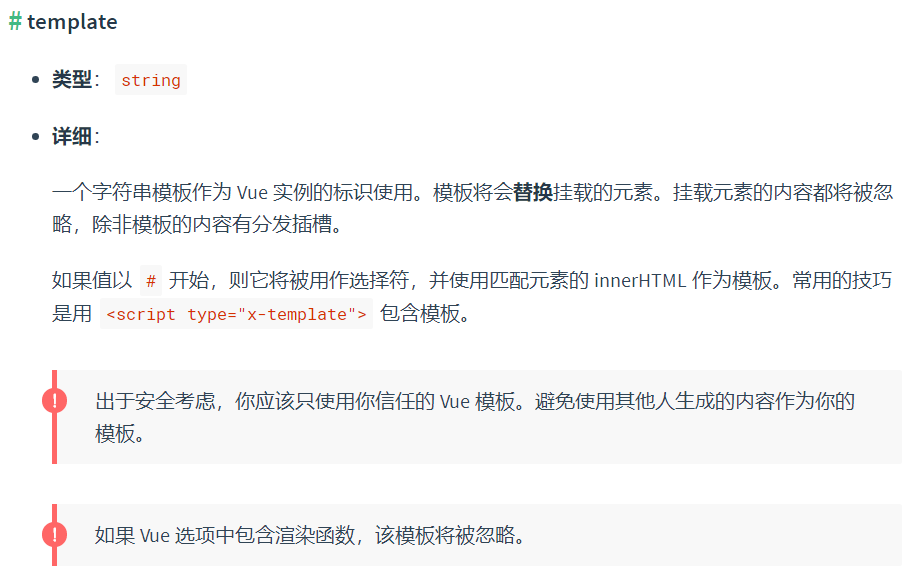 # template
类型： string
详细：
一个字符串模板作为 Vue 实例的标识使用。模板将会替换挂载的元素。挂载元素的内容都将被忽
略，除非模板的内容有分发插槽。
如果值以 # 开始，则它将被用作选择符，并使用匹配元素的 innerHTML 作为模板。常用的技巧
是用 <script type="x-template"> 包含模板。
! 出于安全考虑，你应该只使用你信任的 Vue 模板。避免使用其他人生成的内容作为你的
模板。
! 如果 Vue 选项中包含渲染函数，该模板将被忽略。